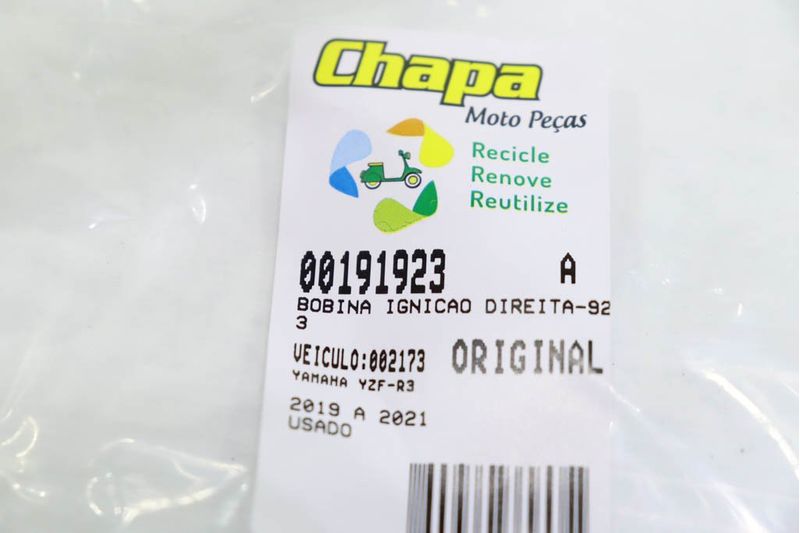 Chapa
Moto Peças
Recicle
Renove
Reutilize
00191923 A
BOBINA IGNICAO DIREITA-92
3
VEICULO:002173 ORIGINAL
YAMAHA YZF-R3
2019 A 2021
USADO